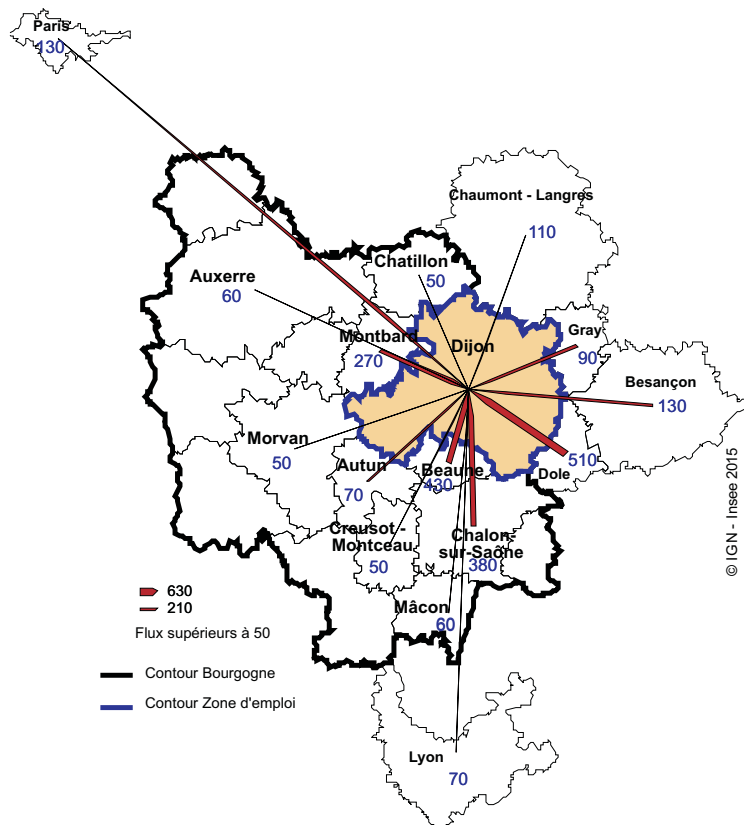 Paris
130
Chaumont - Langres
110
Chatillon
50
Auxerre
60
Montbard
270
Dijon
Gray
90
Besançon
130
Morvan
50
Autun
70
Beaune
430
510
Dole
Creusot -
Montceau
50
Chalon-
sur-Saône
380
Mâcon
60
Lyon
70
630
210
Flux supérieurs à 50
Contour Bourgogne
Contour Zone d'emploi
© IGN - Insee 2015